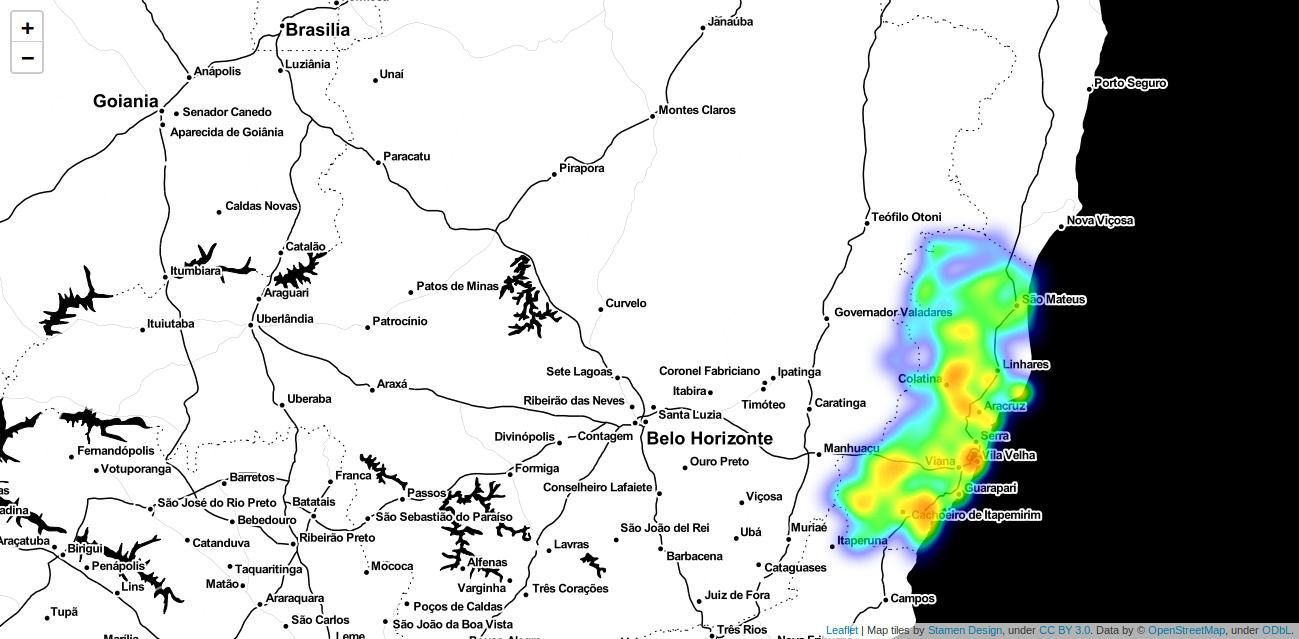 +
−
Brasilia
Janaúba
Luziânia
Anápolis
Unaí
Porto Seguro
Goiania
Senador Canedo
Montes Claros
Aparecida de Goiânia
Paracatu
Pirapora
Caldas Novas
Teófilo Otoni
Nova Viçosa
Catalão
Itumbiara
Patos de Minas
Araguari
São Mateus
Curvelo
Governador Valadares
Uberlândia
Patrocínio
Ituiutaba
Linhares
Sete Lagoas
Coronel Fabriciano
Ipatinga
Colatina
Araxá
Itabira
Uberaba
Ribeirão das Neves
Timóteo
Caratinga
Aracruz
Santa Luzia
Divinópolis
Contagem
Belo Horizonte
Serra
Fernandópolis
Manhuaçu
Vila Velha
Viana
Ouro Preto
Votuporanga
Formiga
Barretos
Franca
Conselheiro Lafaiete
Guarapari
as
Passos
Viçosa
São José do Rio Preto
Batatais
adina
São Sebastião do Paraíso
Cachoeiro de Itapemirim
Bebedouro
São João del Rei
Muriaé
Ubá
Ribeirão Preto
Araçatuba
Catanduva
Itaperuna
Birigui
Lavras
Barbacena
Penápolis
Taquaritinga
Mococa
Alfenas
Cataguases
Matão
Lins
Varginha
Três Corações
Araraquara
Juiz de Fora
Campos
Poços de Caldas
Tupã
São Carlos
São João da Boa Vista
Três Rios
Marília
Leme
Leaflet | Map tiles by Stamen Design, under CC BY 3.0. Data by © OpenStreetMap, under ODbL.